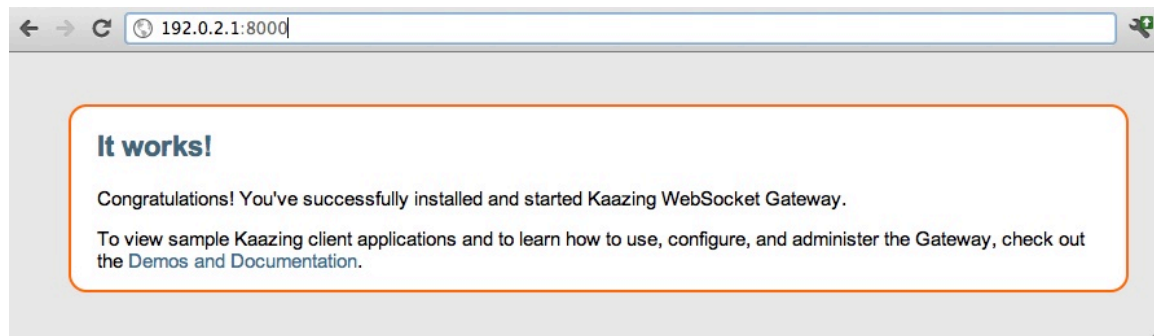 192.0.2.1:8000
It works!
Congratulations! You've successfully installed and started Kaazing WebSocket Gateway.
To view sample Kaazing client applications and to learn how to use, configure, and administer the Gateway, check out
the Demos and Documentation.